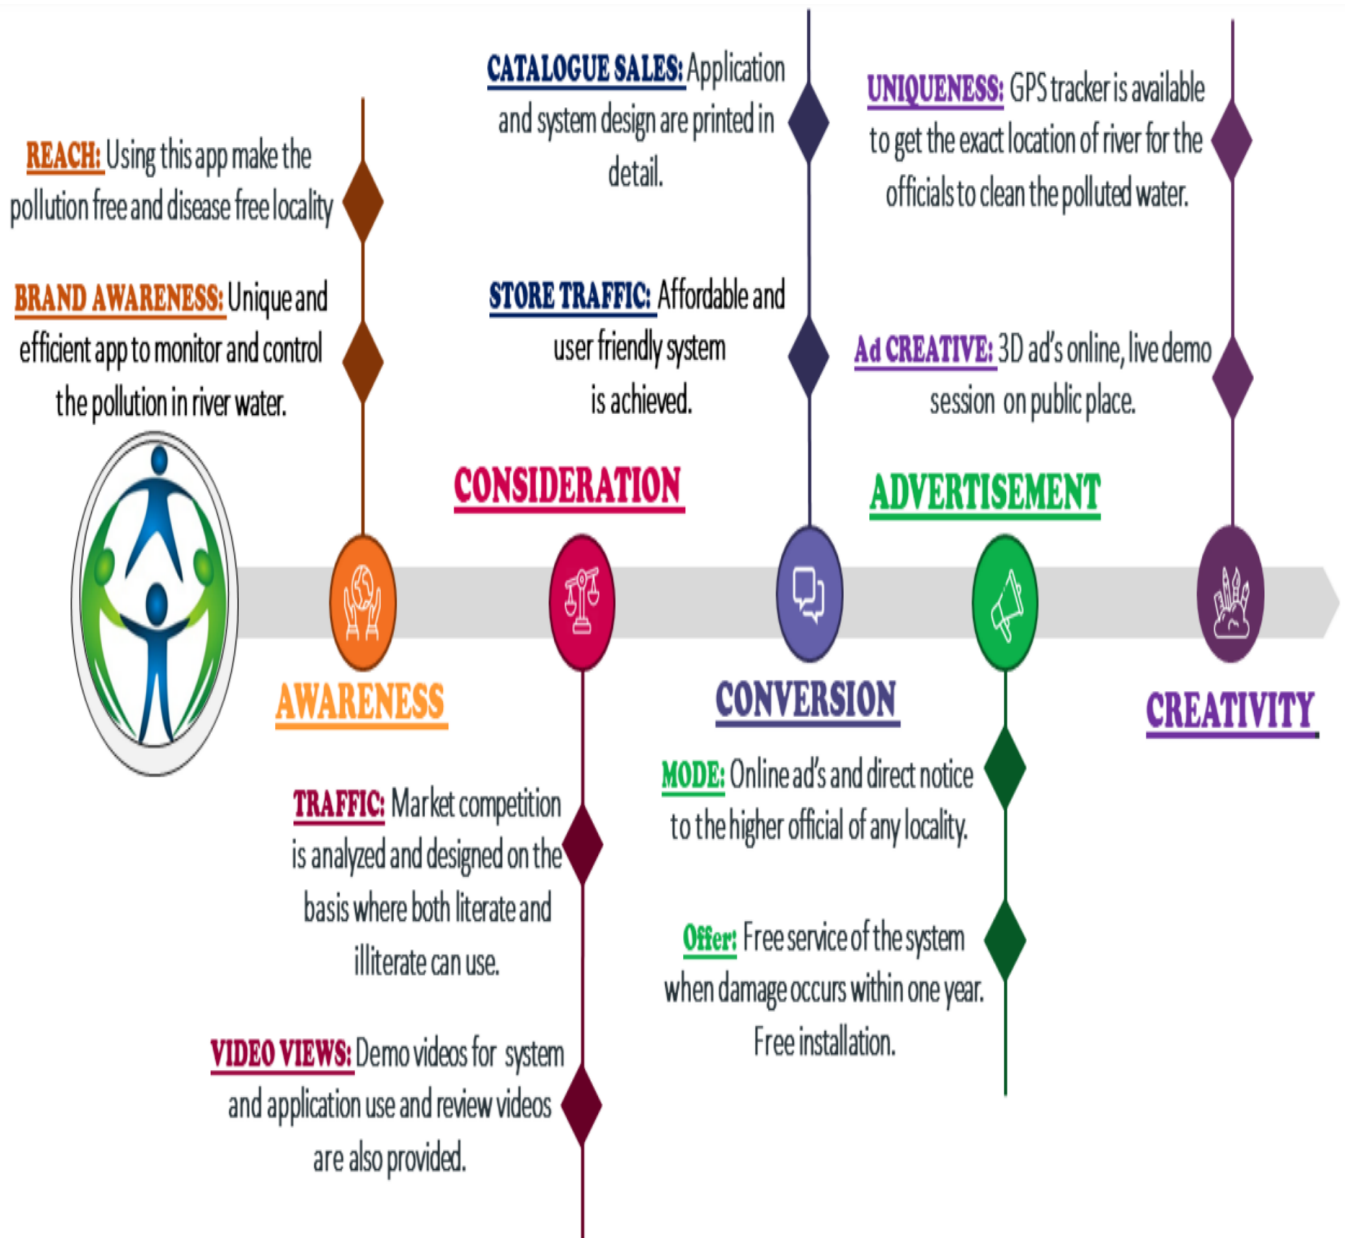 REACH: Using this app make the
pollution free and disease free locality
BRAND AWARENESS: Unique and
efficient app to monitor and control
the pollution in river water.
AWARENESS
CONSIDERATION
TRAFFIC: Market competition
is analyzed and designed on the
basis where both literate and
illiterate can use.
VIDEO VIEWS: Demo videos for system
and application use and review videos
are also provided.
CATALOGUE SALES: Application
and system design are printed in
detail.
STORE TRAFFIC: Affordable and
user friendly system
is achieved.
CONVERSION
ADVERTISEMENT
MODE: Online ad's and direct notice
to the higher official of any locality.
Offer: Free service of the system
when damage occurs within one year.
Free installation.
UNIQUENESS: GPS tracker is available
to get the exact location of river for the
officials to clean the polluted water.
Ad CREATIVE: 3D ad's online, live demo
session on public place.
CREATIVITY